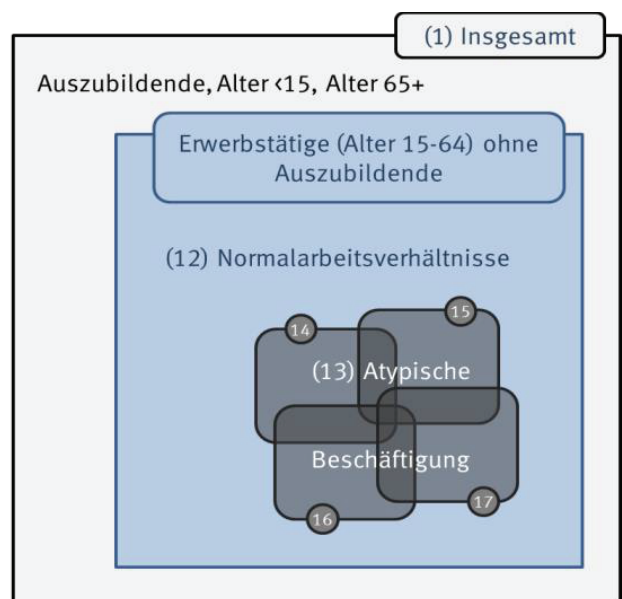 (1) Insgesamt
Auszubildende, Alter <15, Alter 65+
Erwerbstätige (Alter 15-64) ohne
Auszubildende
(12) Normalarbeitsverhältnisse
14
15
(13) Atypische
Beschäftigung
16
17